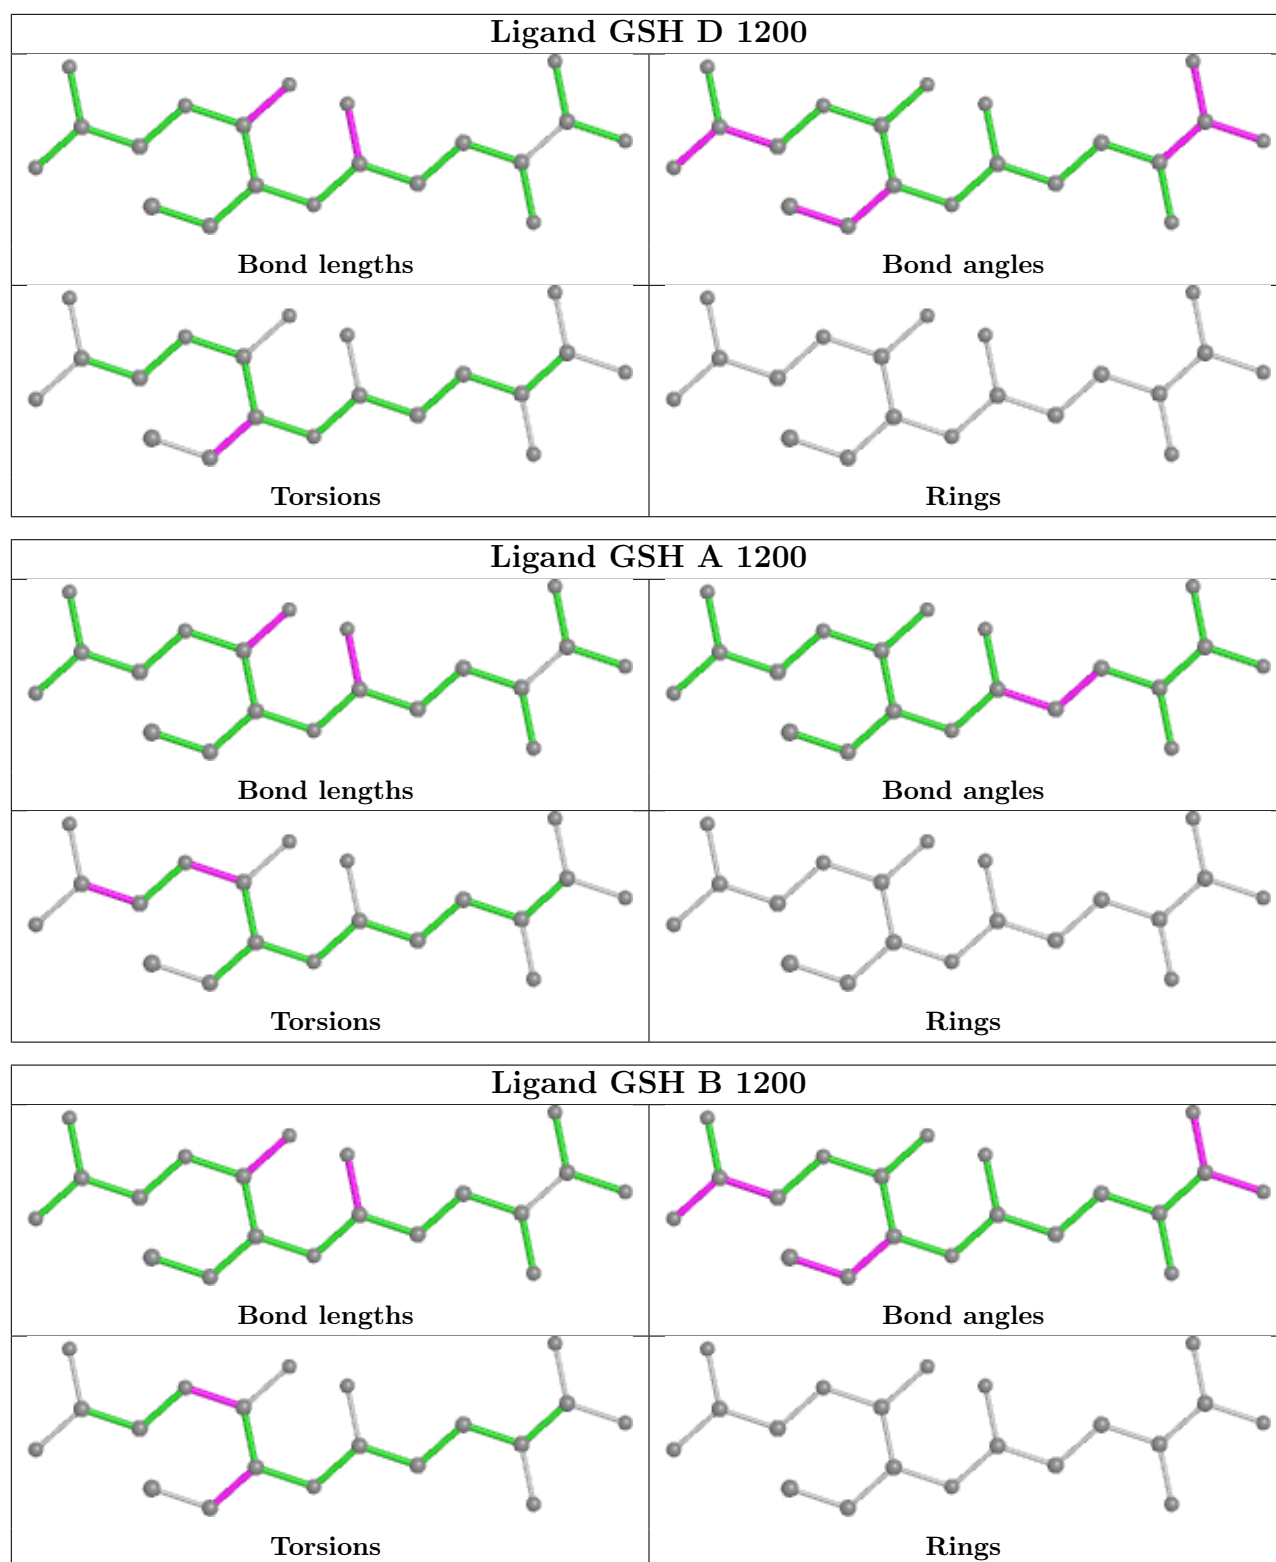 Ligand GSH D 1200
Bond lengths
Bond angles
Torsions
Rings
Ligand GSH A 1200
Bond lengths
Bond angles
Torsions
Rings
Ligand GSH B 1200
Bond lengths
Bond angles
Torsions
Rings